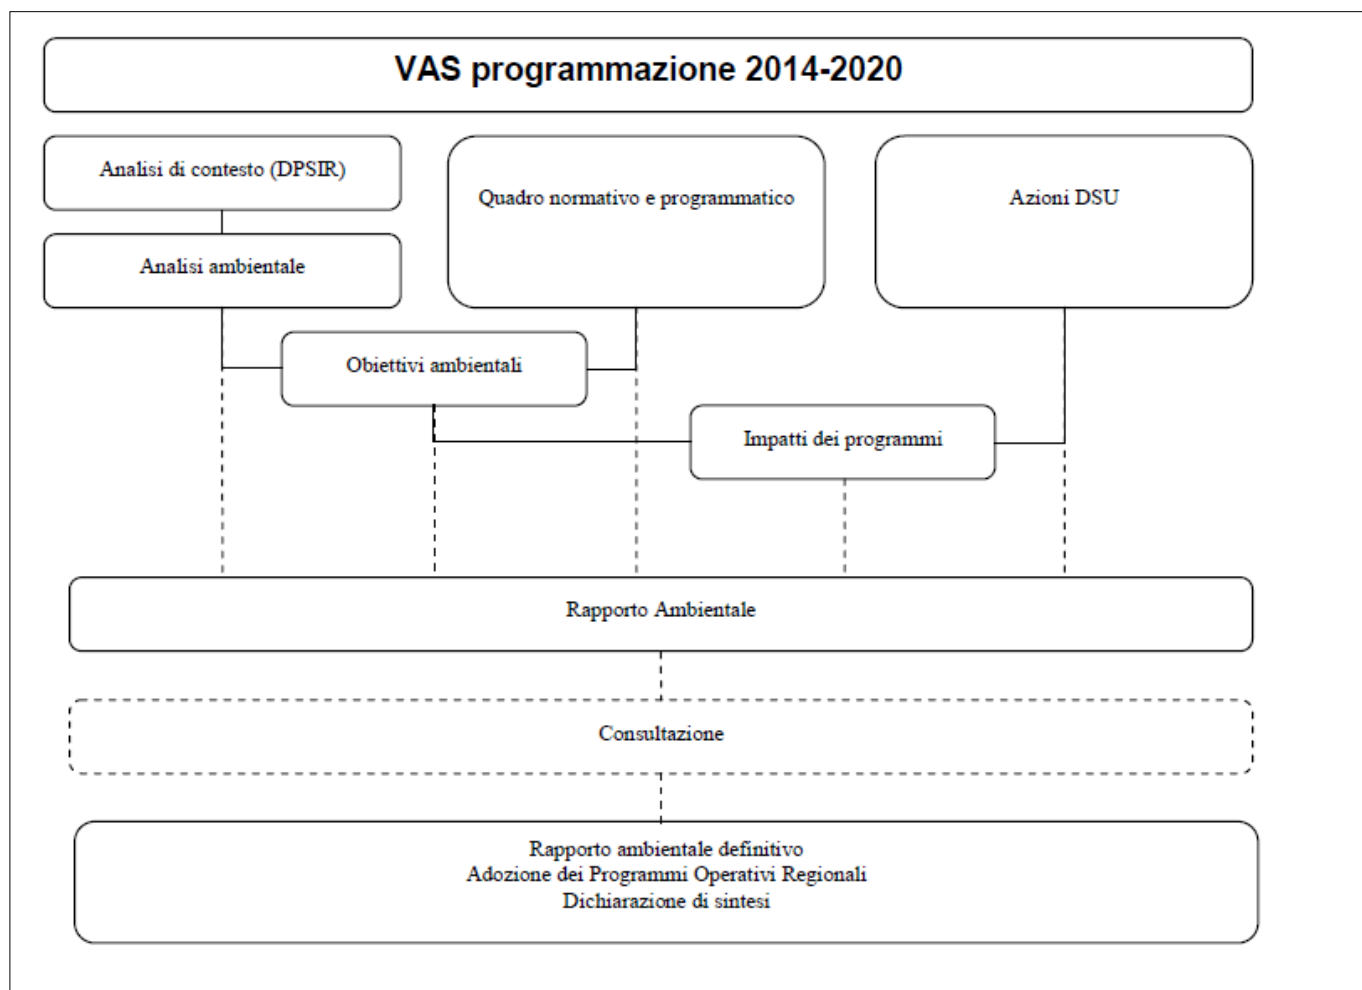 VAS programmazione 2014-2020
Analisi di contesto (DPSIR)
Quadro normativo e programmatico
Azioni DSU
Analisi ambientale
Obiettivi ambientali
Impatti dei programmi
Rapporto Ambientale
Consultazione
Rapporto ambientale definitivo
Adozione dei Programmi Operativi Regionali
Dichiarazione di sintesi